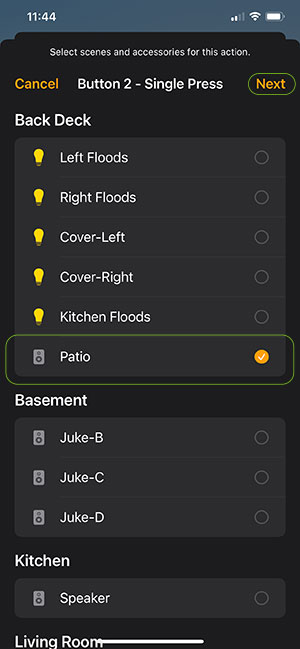 11:44
Select scenes and accessories for this action.
Cancel Button 2 - Single Press Next
Back Deck
Left Floods
Right Floods
Cover-Left
Cover-Right
Kitchen Floods
Patio
Basement
Juke-B
Juke-C
Juke-D
Kitchen
Speaker
Living Room